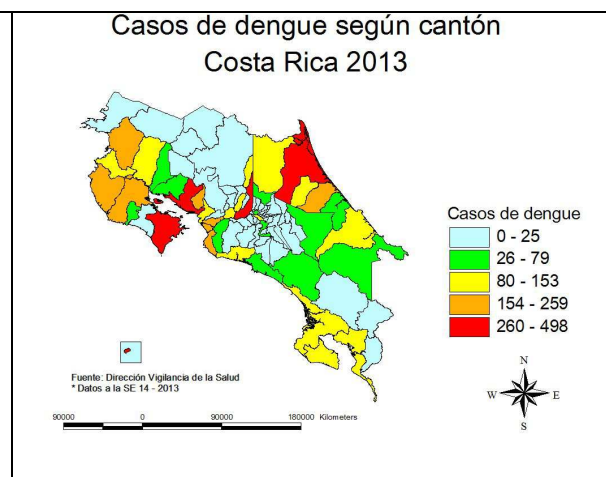 Casos de dengue según cantón
Costa Rica 2013
Casos de dengue
0 - 25
26 - 79
80 - 153
154 - 259
260 - 498
Fuente: Dirección Vigilancia de la Salud
* Datos a la SE 14 - 2013
90000 0 90000 180000 Kilometers
N
W E
S